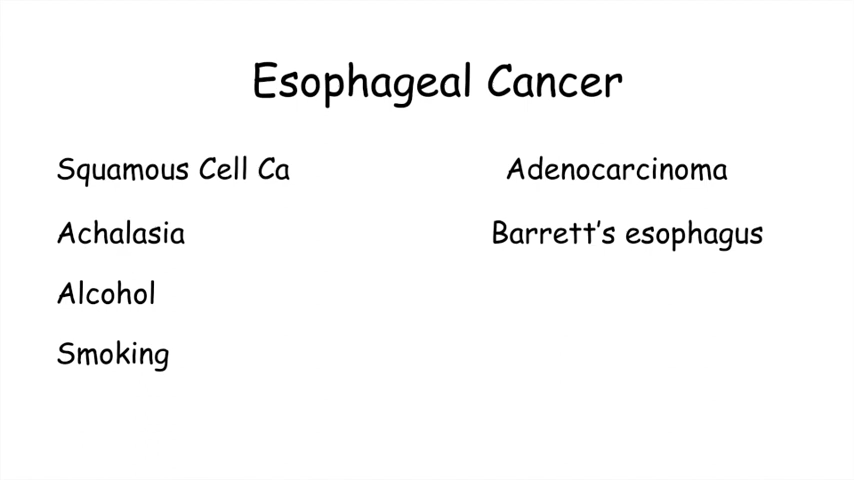 Esophageal Cancer
Squamous Cell Ca
Adenocarcinoma
Achalasia
Barrett's esophagus
Alcohol
Smoking